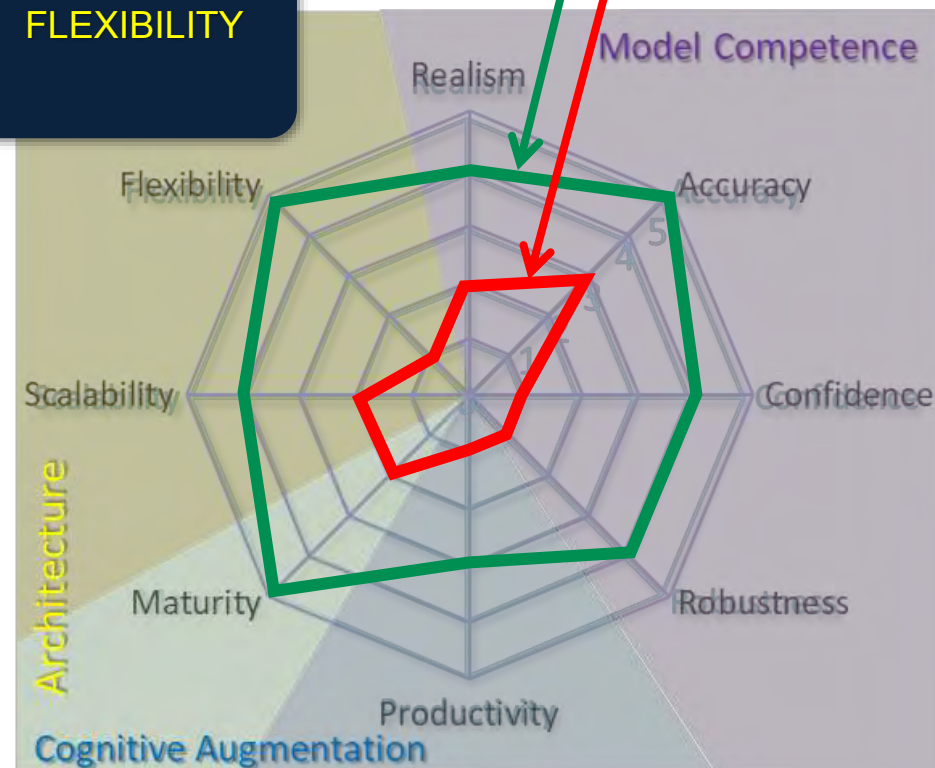 FLEXIBILITY
Model Competence
Realism
Flexibility
Accuracy
5
4
3
1
Scalability
Confidence
Architecture
Maturity
Robustness
Productivity
Cognitive Augmentation